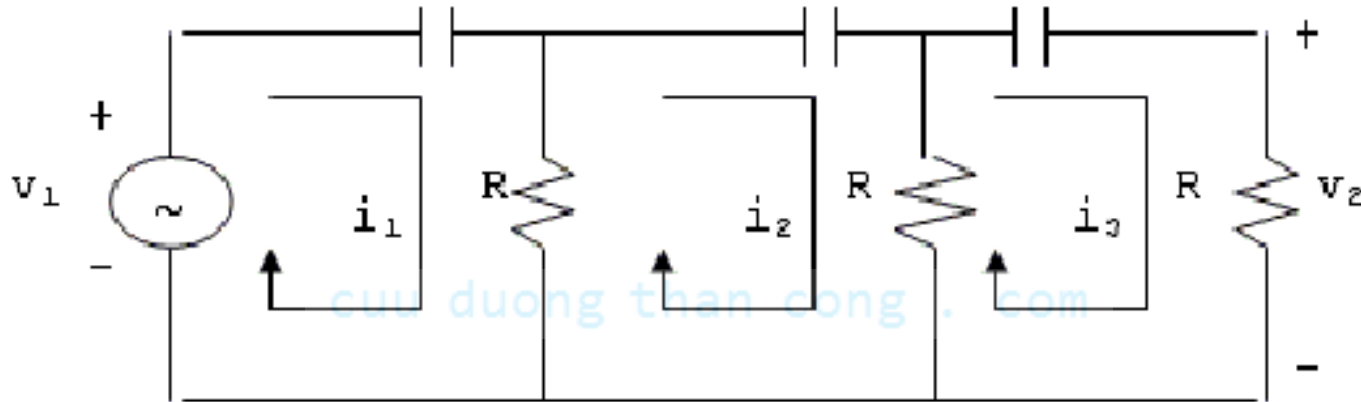 + +
v₁ ~ i₁ R i₂ R i₃ R v₂
- -
cuu duong than cong . com